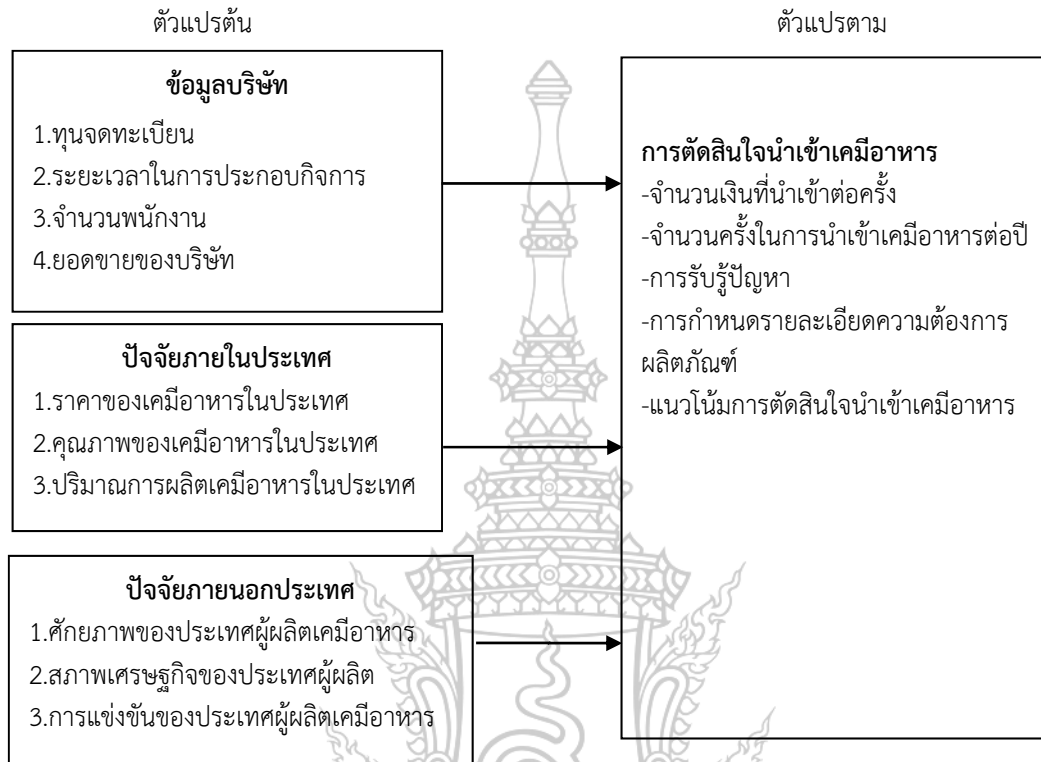 ตัวแปรต้น
ตัวแปรตาม
ข้อมูลบริษัท
1.ทุนจดทะเบียน
2.ระยะเวลาในการประกอบกิจการ
3.จำนวนพนักงาน
4.ยอดขายของบริษัท
ปัจจัยภายในประเทศ
1.ราคาของเคมีอาหารในประเทศ
2.คุณภาพของเคมีอาหารในประเทศ
3.ปริมาณการผลิตเคมีอาหารในประเทศ
ปัจจัยภายนอกประเทศ
1.ศักยภาพของประเทศผู้ผลิตเคมีอาหาร
2.สภาพเศรษฐกิจของประเทศผู้ผลิต
3.การแข่งขันของประเทศผู้ผลิตเคมีอาหาร
การตัดสินใจนำเข้าเคมีอาหาร
-จำนวนเงินที่นำเข้าต่อครั้ง
-จำนวนครั้งในการนำเข้าเคมีอาหารต่อปี
-การรับรู้ปัญหา
-การกำหนดรายละเอียดความต้องการ
ผลิตภัณฑ์
-แนวโน้มการตัดสินใจนำเข้าเคมีอาหาร